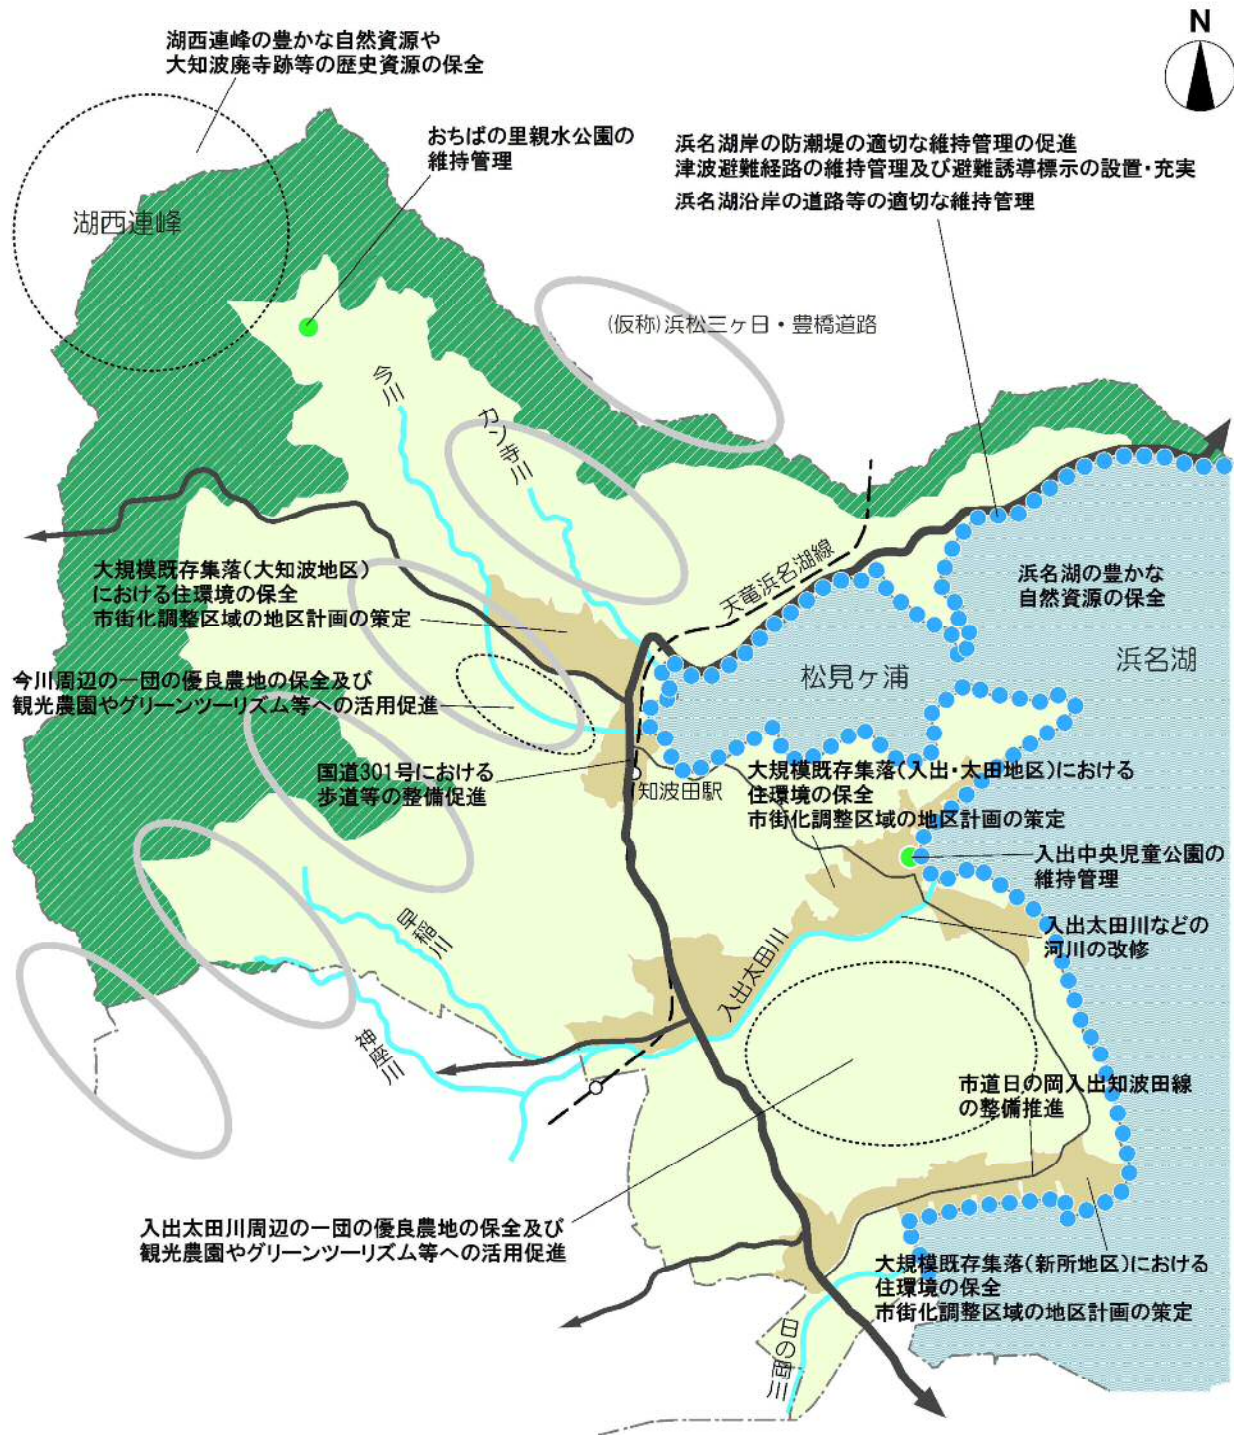 湖西連峰の豊かな自然資源や
大知波廃寺跡等の歴史資源の保全
N
おちばの里親水公園の
維持管理
浜名湖岸の防潮堤の適切な維持管理の促進
津波避難経路の維持管理及び避難誘導標示の設置・充実
浜名湖沿岸の道路等の適切な維持管理
湖西連峰
(仮称)浜松三ヶ日・豊橋道路
今川
カン寺川
天竜浜名湖線
大規模既存集落(大知波地区)
における住環境の保全
市街化調整区域の地区計画の策定
浜名湖の豊かな
自然資源の保全
浜名湖
松見ヶ浦
今川周辺の一団の優良農地の保全及び
観光農園やグリーンツーリズム等への活用促進
国道301号における
歩道等の整備促進
知波田駅
大規模既存集落(入出・太田地区)における
住環境の保全
市街化調整区域の地区計画の策定
入出中央児童公園の
維持管理
早稲川
入出太田川
入出太田川などの
河川の改修
神座川
市道日の岡入出知波田線
の整備推進
入出太田川周辺の一団の優良農地の保全及び
観光農園やグリーンツーリズム等への活用促進
大規模既存集落(新所地区)における
住環境の保全
市街化調整区域の地区計画の策定
日の岡川